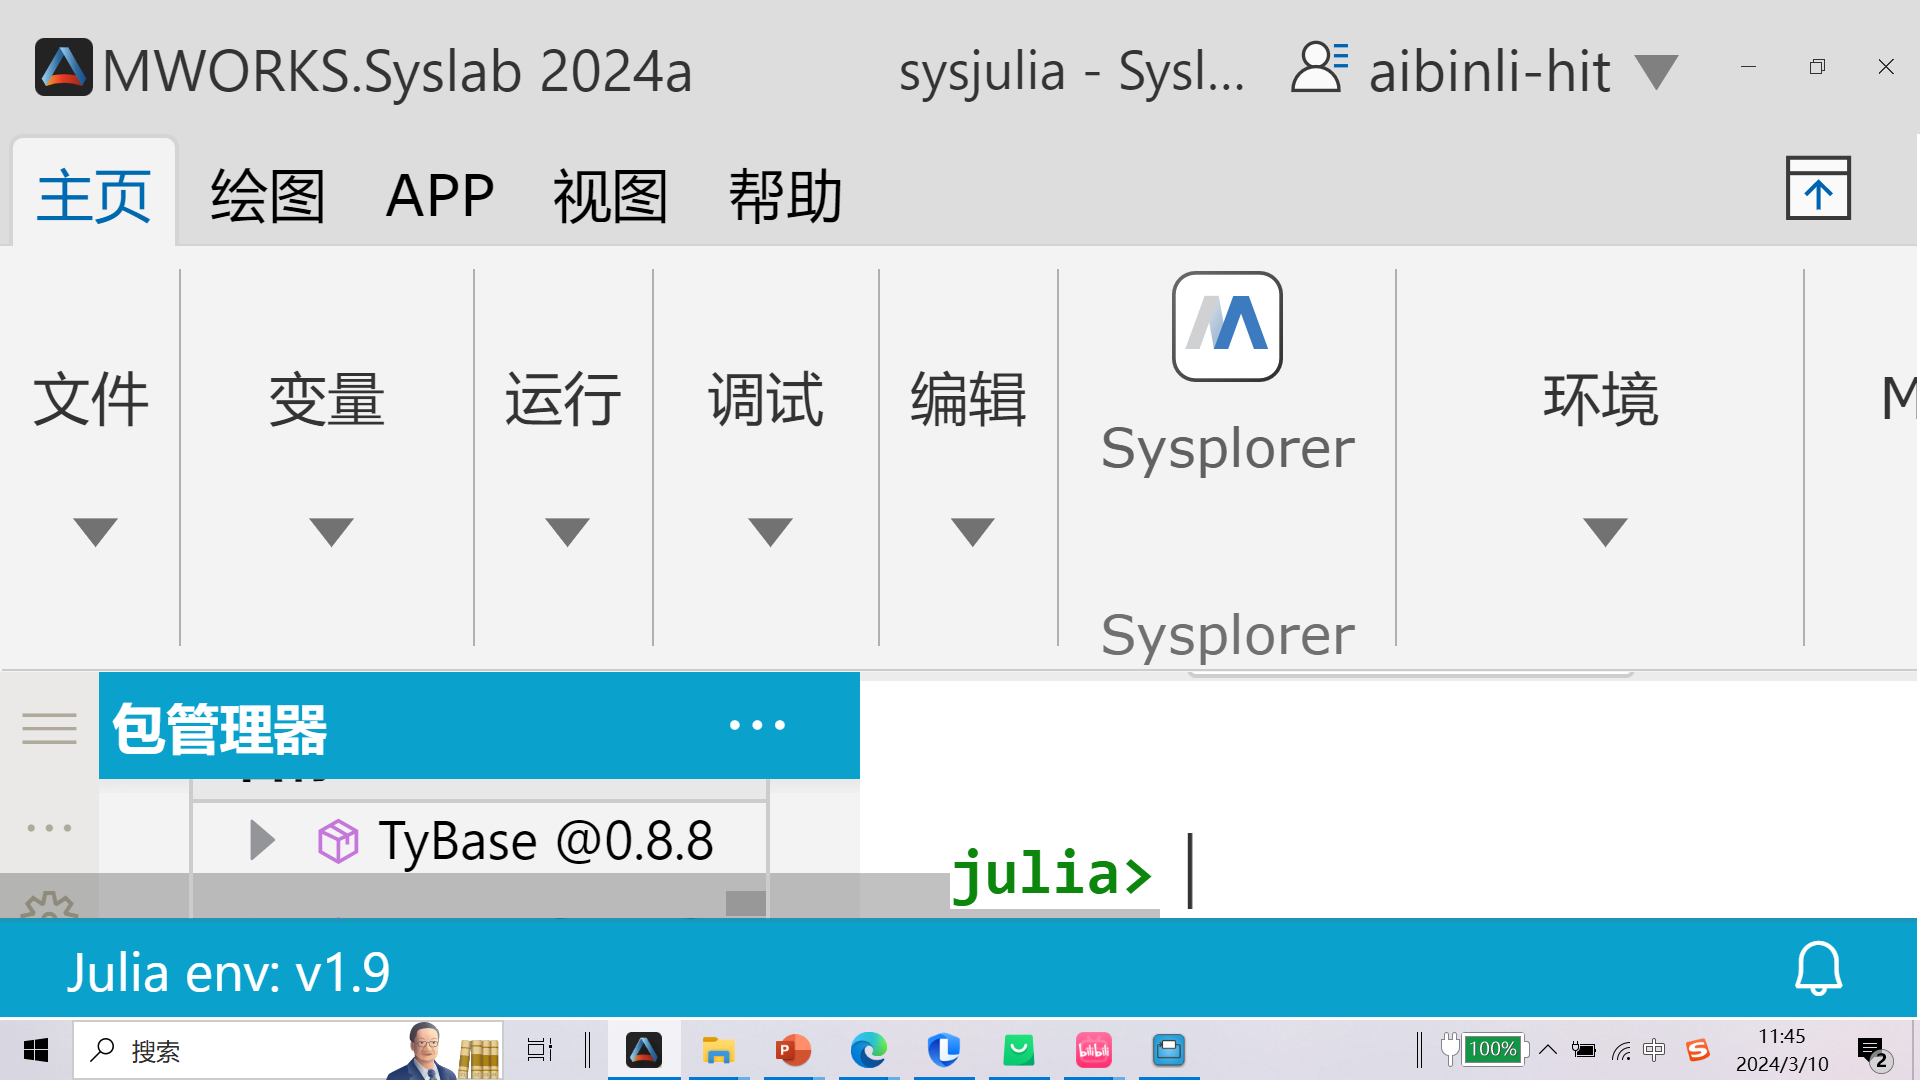 MWORKS.Syslab 2024a
sysjulia - Sysl...
aibinli-hit
主页 绘图 APP 视图 帮助
文件 变量 运行 调试 编辑 Sysplorer 环境 M
Sysplorer
包管理器
TyBase @0.8.8
julia>
Julia env: v1.9
搜索
bilibili
100%
中
11:45
2024/3/10
2